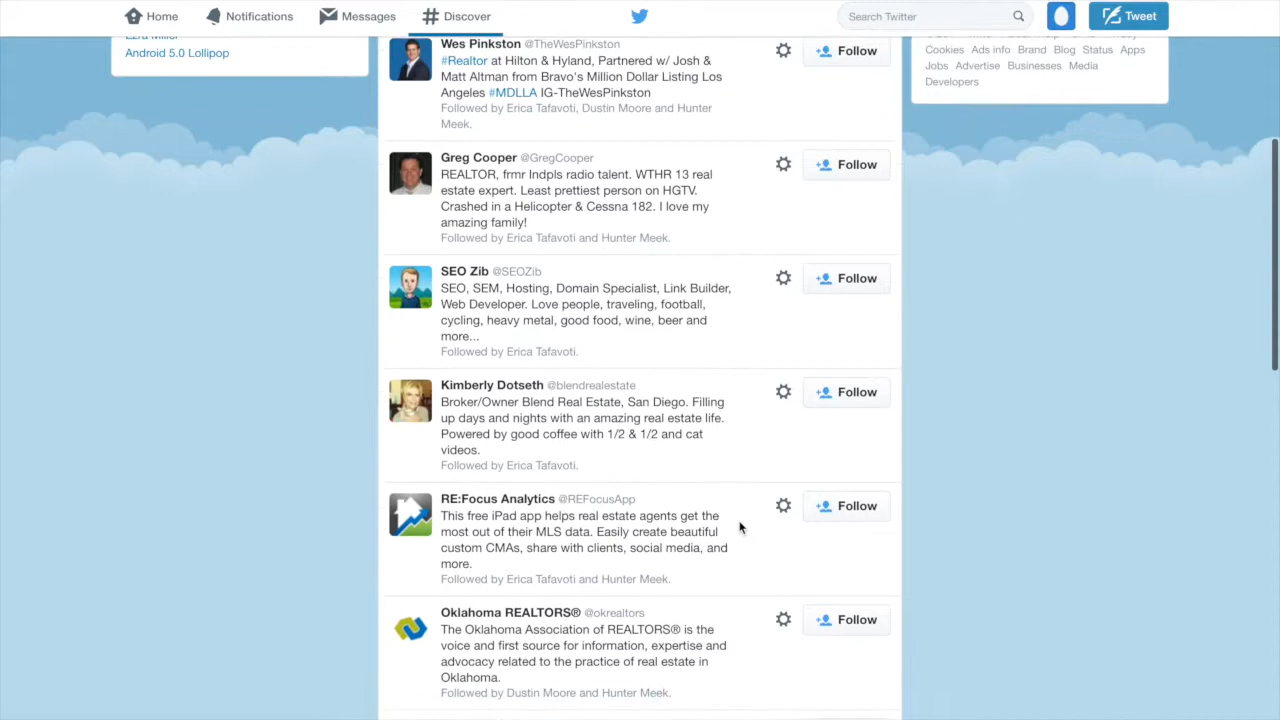 Home
Notifications
Messages
Discover
Search Twitter
Tweet
Android 5.0 Lollipop
Wes Pinkston @TheWesPinkston
#Realtor at Hilton & Hyland, Partnered w/ Josh &
Matt Altman from Bravo's Million Dollar Listing Los
Angeles #MDLLA IG-TheWesPinkston
Followed by Erica Tafavoti, Dustin Moore and Hunter
Meek.
Follow
Greg Cooper @GregCooper
REALTOR, frmr Indpls radio talent. WTHR 13 real
estate expert. Least prettiest person on HGTV.
Crashed in a Helicopter & Cessna 182. I love my
amazing family!
Followed by Erica Tafavoti and Hunter Meek.
Follow
SEO Zib @SEOZib
SEO, SEM, Hosting, Domain Specialist, Link Builder,
Web Developer. Love people, traveling, football,
cycling, heavy metal, good food, wine, beer and
more...
Followed by Erica Tafavoti.
Follow
Kimberly Dotseth @blendrealestate
Broker/Owner Blend Real Estate, San Diego. Filling
up days and nights with an amazing real estate life.
Powered by good coffee with 1/2 & 1/2 and cat
videos.
Followed by Erica Tafavoti.
Follow
RE:Focus Analytics @REFocusApp
This free iPad app helps real estate agents get the
most out of their MLS data. Easily create beautiful
custom CMAs, share with clients, social media, and
more.
Followed by Erica Tafavoti and Hunter Meek.
Follow
Oklahoma REALTORS® @okrealtors
The Oklahoma Association of REALTORS® is the
voice and first source for information, expertise and
advocacy related to the practice of real estate in
Oklahoma.
Followed by Dustin Moore and Hunter Meek.
Follow
Cookies Ads info Brand Blog Status Apps
Jobs Advertise Businesses Media
Developers